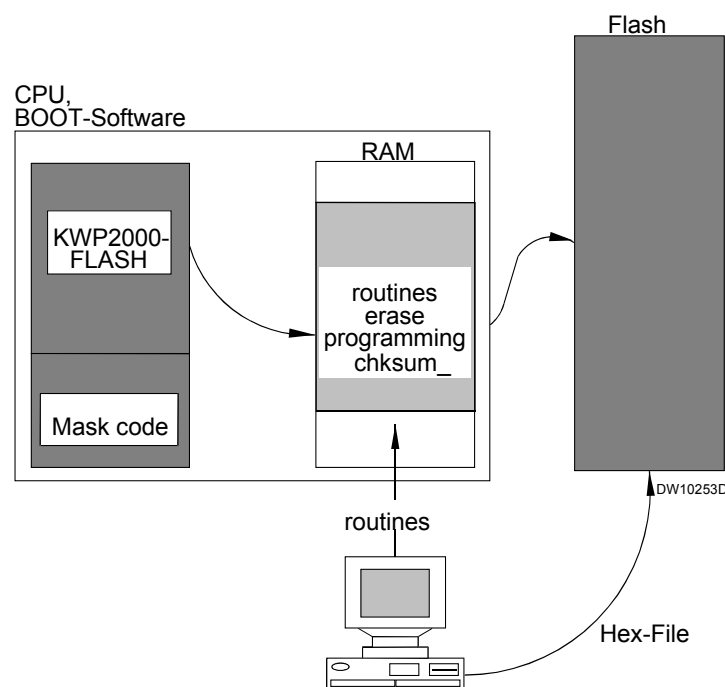 Flash
CPU,
BOOT-Software
RAM
KWP2000-
FLASH
routines
erase
programming
chksum_
Mask code
DW10253D
routines
Hex-File